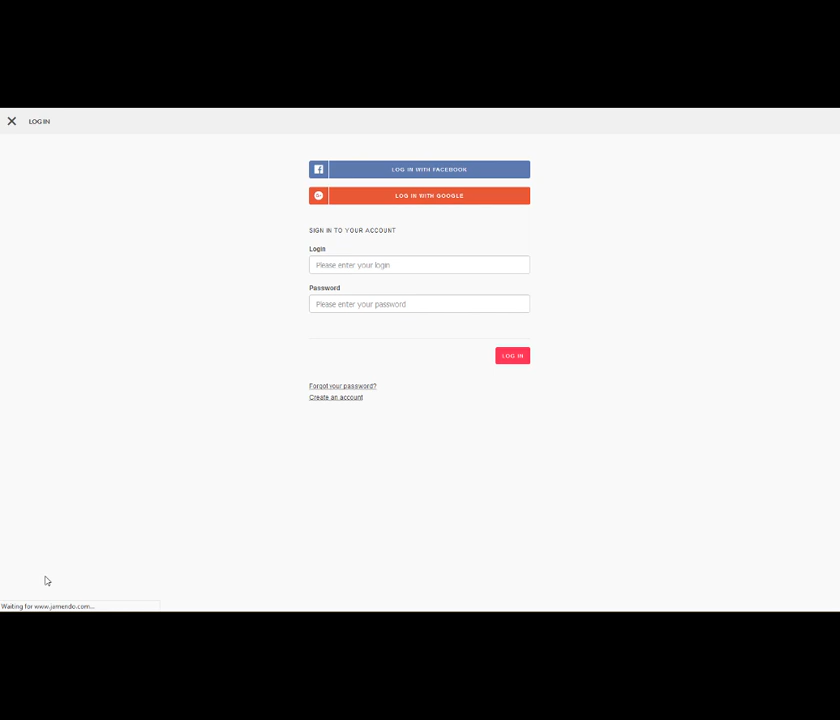 LOG IN
LOG IN WITH FACEBOOK
G+ LOG IN WITH GOOGLE
SIGN IN TO YOUR ACCOUNT
Login
Please enter your login
Password
Please enter your password
LOG IN
Forgot your password?
Create an account
Waiting for www.jamendo.com...